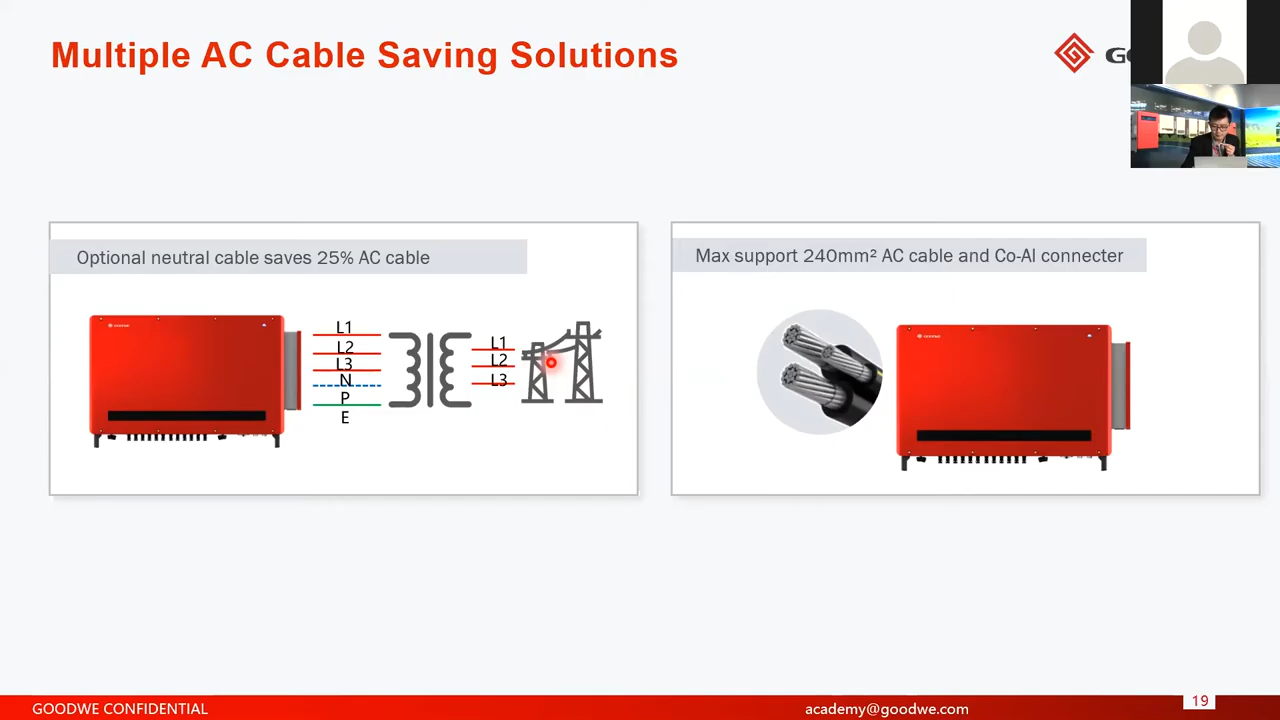 Multiple AC Cable Saving Solutions
Optional neutral cable saves 25% AC cable
L1
L2
L3
N
P
E
L1
L2
L3
Max support 240mm² AC cable and Co-Al connecter
GOODWE CONFIDENTIAL
academy@goodwe.com
19